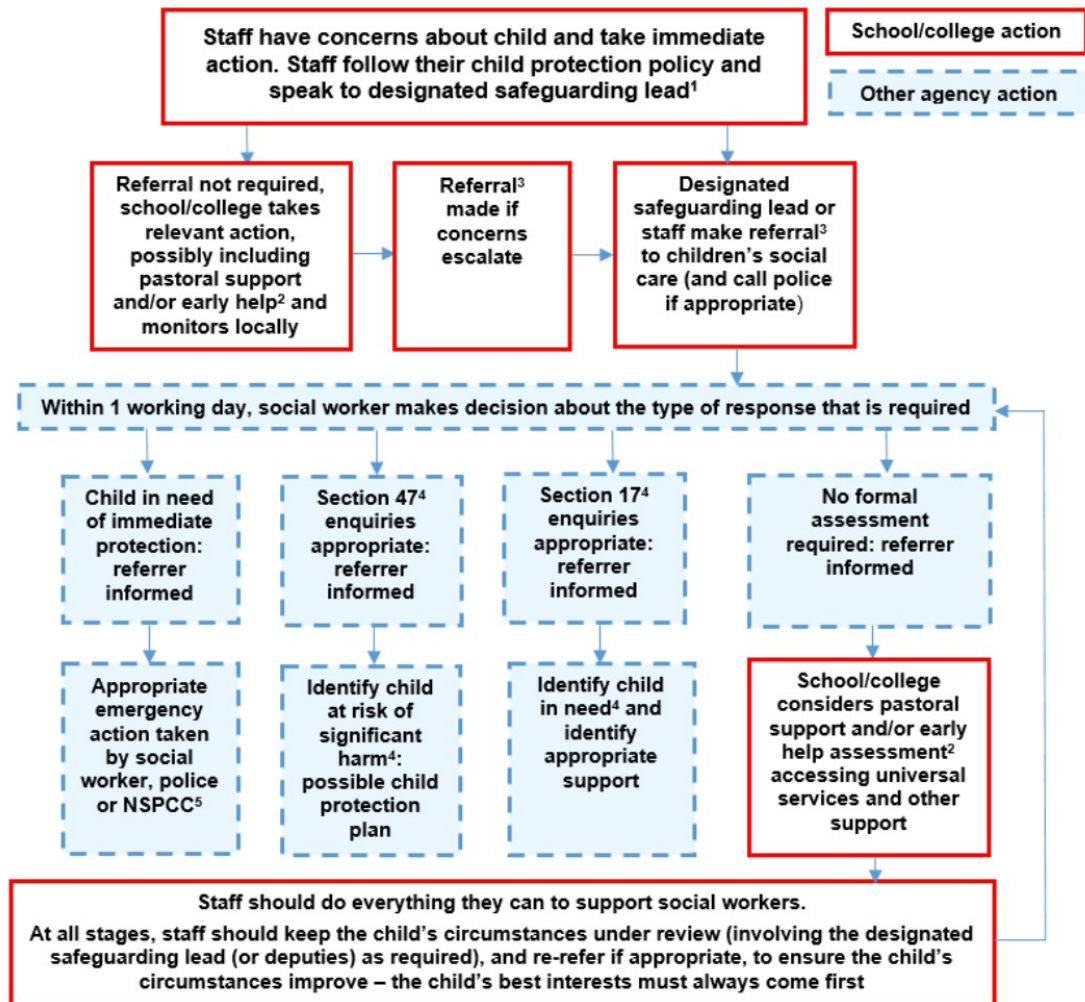 Staff have concerns about child and take immediate
action. Staff follow their child protection policy and
speak to designated safeguarding lead¹
School/college action
Other agency action
Referral not required,
school/college takes
relevant action,
possibly including
pastoral support
and/or early help² and
monitors locally
Referral³
made if
concerns
escalate
Designated
safeguarding lead or
staff make referral³
to children’s social
care (and call police
if appropriate)
Within 1 working day, social worker makes decision about the type of response that is required
Child in need
of immediate
protection:
referrer
informed
Section 47⁴
enquiries
appropriate:
referrer
informed
Section 17⁴
enquiries
appropriate:
referrer
informed
No formal
assessment
required: referrer
informed
Appropriate
emergency
action taken
by social
worker, police
or NSPCC⁵
Identify child
at risk of
significant
harm⁴:
possible child
protection
plan
Identify child
in need⁴ and
identify
appropriate
support
School/college
considers pastoral
support and/or early
help assessment²
accessing universal
services and other
support
Staff should do everything they can to support social workers.
At all stages, staff should keep the child’s circumstances under review (involving the designated
safeguarding lead (or deputies) as required), and re-refer if appropriate, to ensure the child’s
circumstances improve – the child’s best interests must always come first